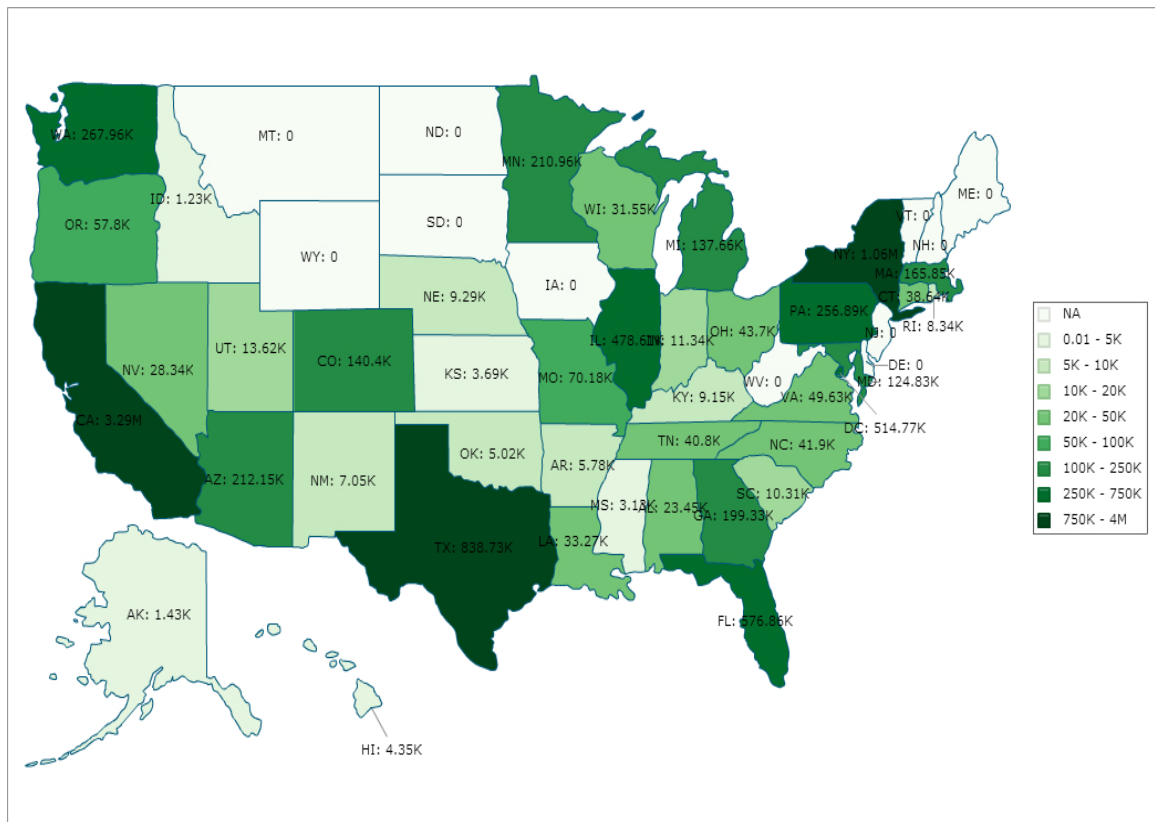 WA: 267.96K
MT: 0
ND: 0
MN: 210.96K
ID: 1.23K
OR: 57.8K
SD: 0
WI: 31.55K
MI: 137.66K
ME: 0
VT: 0
NH: 0
NY: 1.06M
MA: 165.85K
WY: 0
IA: 0
NE: 9.29K
CT: 38.64K
RI: 8.34K
PA: 256.89K
NJ: 0
IL:
11.34K
OH: 43.7K
UT: 13.62K
CO: 140.4K
NV: 28.34K
KS: 3.69K
MO: 70.18K
DE: 0
WV: 0
MD: 124.83K
KY: 9.15K
VA: 49.63K
CA: 3.29M
DC: 514.77K
TN: 40.8K
NC: 41.9K
OK: 5.02K
AR: 5.78K
AZ: 212.15K
NM: 7.05K
SC: 10.31K
MS: 3.13K
23.45K
GA: 199.33K
TX: 838.73K
LA: 33.27K
AK: 1.43K
FL: 576.86K
HI: 4.35K
NA
0.01 - 5K
5K - 10K
10K - 20K
20K - 50K
50K - 100K
100K - 250K
250K - 750K
750K - 4M